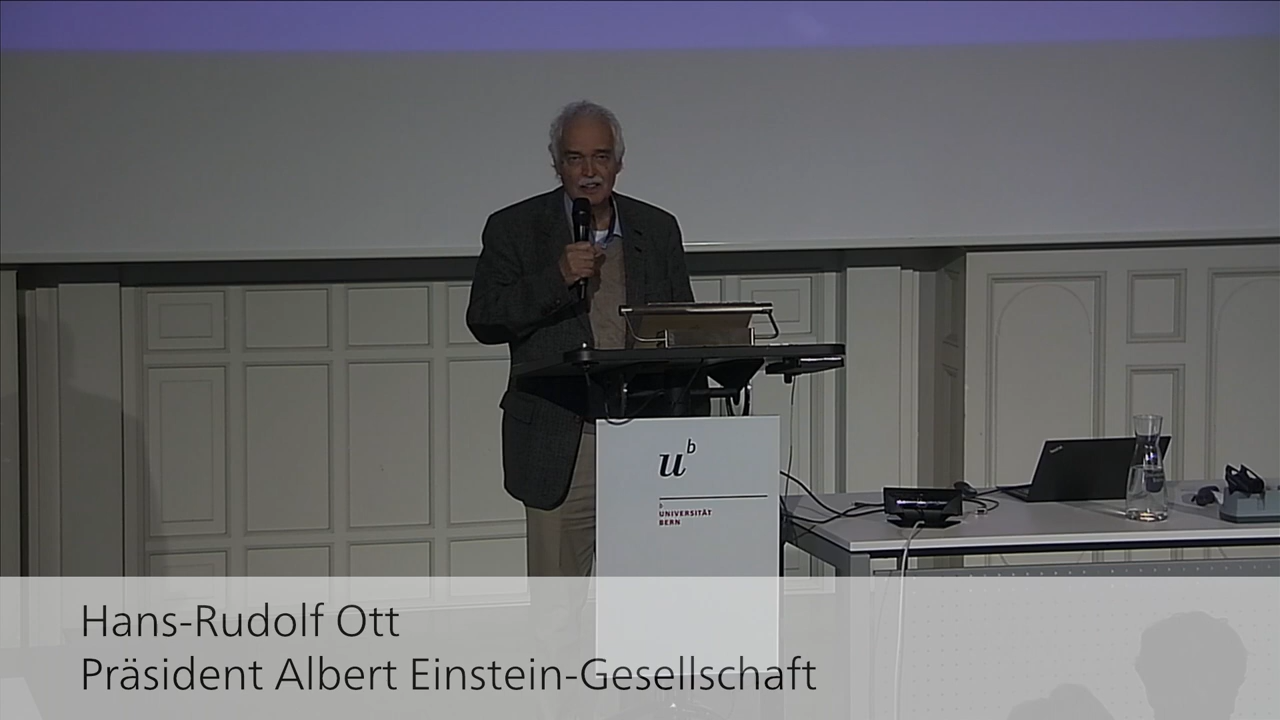 u^b
UNIVERSITÄT
BERN
Hans-Rudolf Ott
Präsident Albert Einstein-Gesellschaft